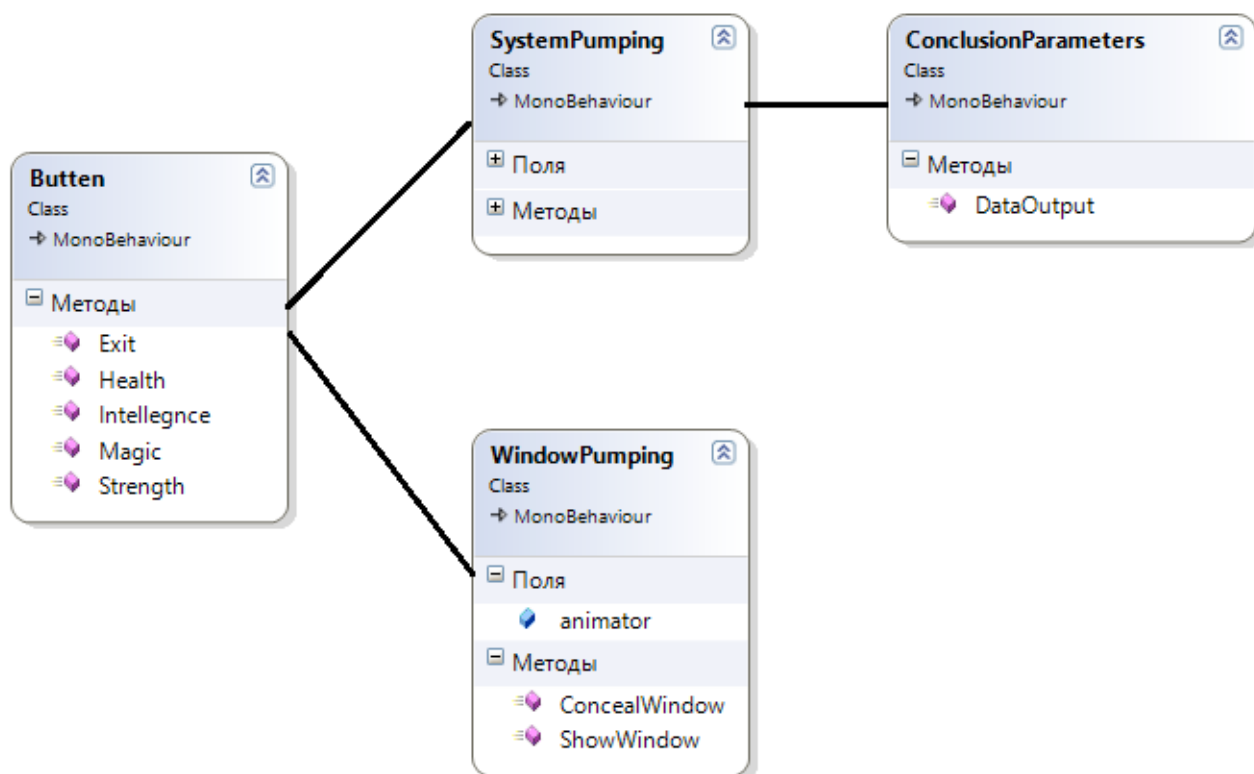 Butten
Class
MonoBehaviour
Методы
Exit
Health
Intellegnce
Magic
Strength
SystemPumping
Class
MonoBehaviour
Поля
Методы
ConclusionParameters
Class
MonoBehaviour
Методы
DataOutput
WindowPumping
Class
MonoBehaviour
Поля
animator
Методы
ConcealWindow
ShowWindow